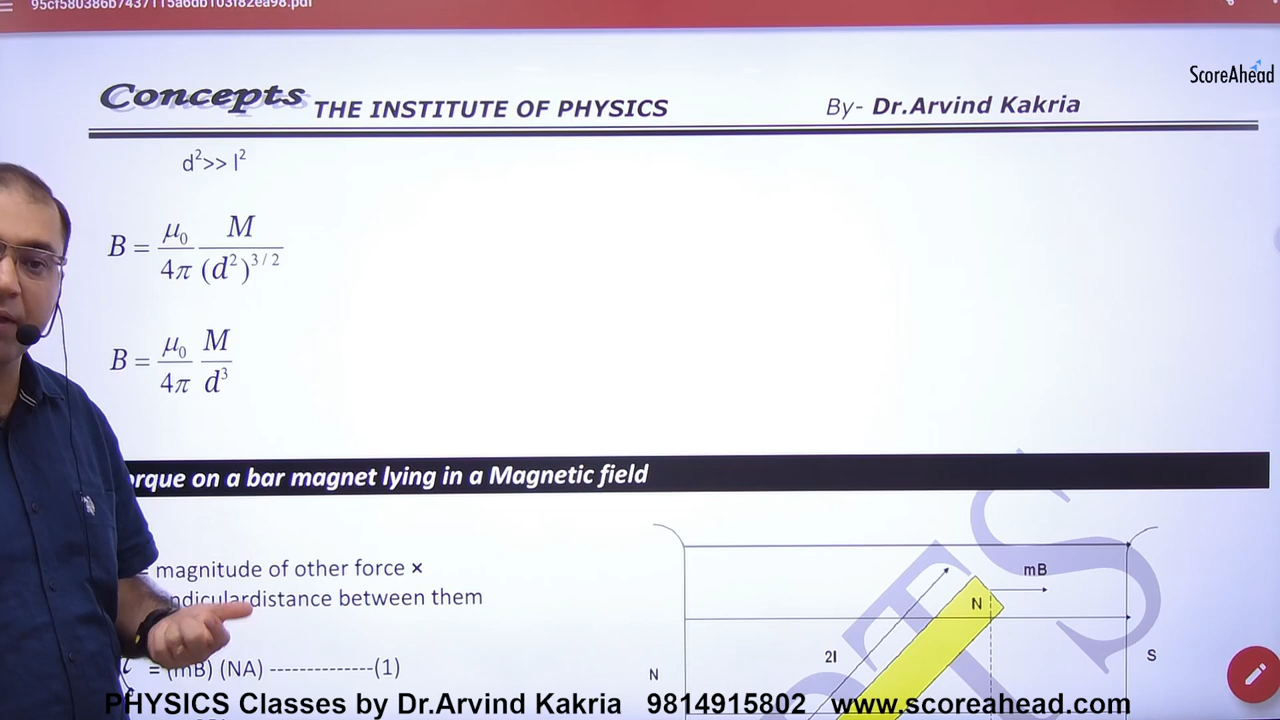 95cf580386b7437115a6db103f82ea98.pdf
ScoreAhead
Concepts THE INSTITUTE OF PHYSICS By- Dr.Arvind Kakria
d²>> l²
B = μ₀/4π M/(d²)^3/2
B = μ₀/4π M/d³
orque on a bar magnet lying in a Magnetic field
= magnitude of other force ×
ndiculardistance between them
= (mB) (NA) --------------(1)
mB
N
2l
N
S
PTS
PHYSICS Classes by Dr.Arvind Kakria 9814915802 www.scoreahead.com